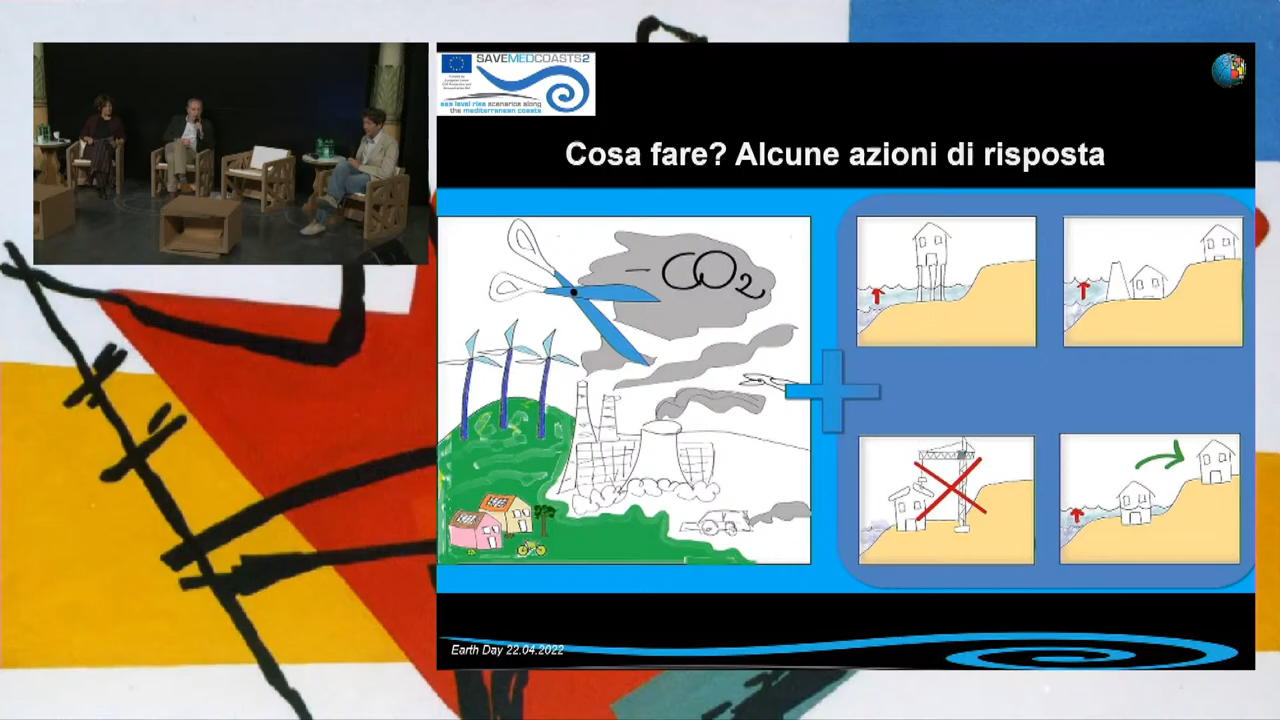 SAVEMEDCOASTS2
sea level rise scenarios along
the mediterranean coasts
Cosa fare? Alcune azioni di risposta
- CO2
Earth Day 22.04.2022